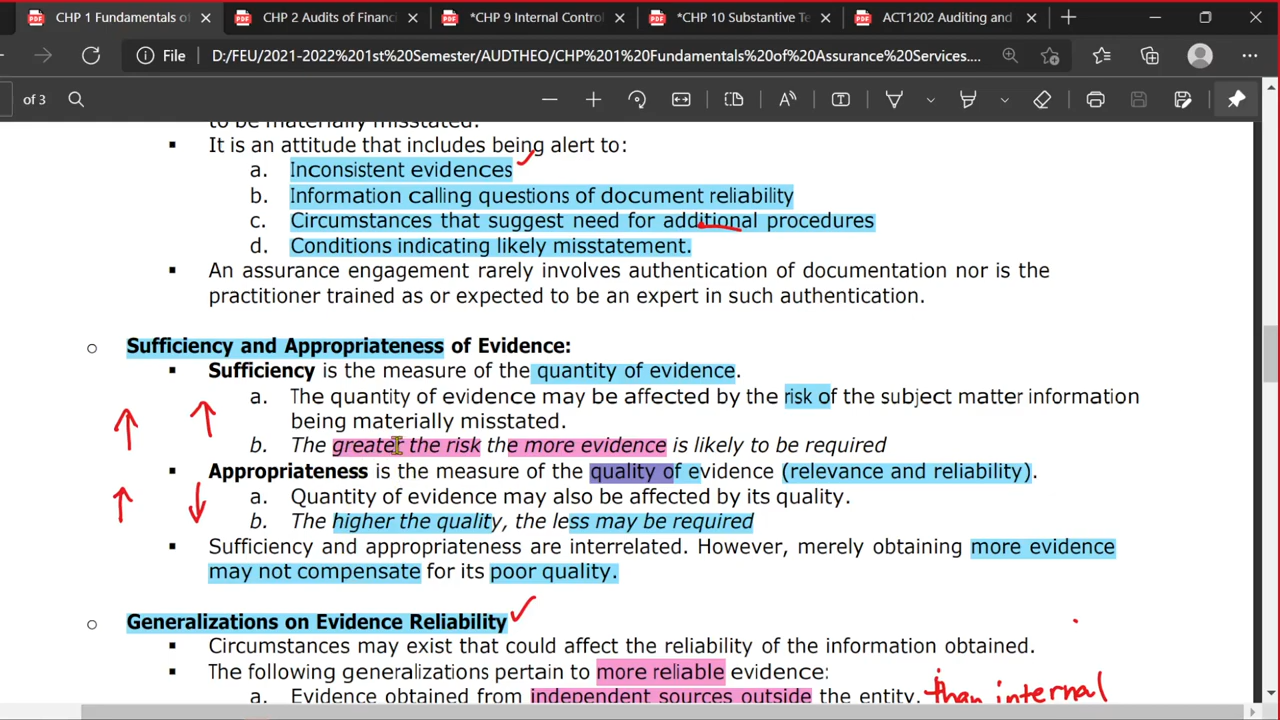 CHP 1 Fundamentals of
CHP 2 Audits of Financi
*CHP 9 Internal Control
*CHP 10 Substantive Te
ACT1202 Auditing and
File
D:/FEU/2021-2022%201st%20Semester/AUDTHEO/CHP%201%20Fundamentals%20of%20Assurance%20Services....
of 3
to be materially misstated.
▪ It is an attitude that includes being alert to:
a. Inconsistent evidences
b. Information calling questions of document reliability
c. Circumstances that suggest need for additional procedures
d. Conditions indicating likely misstatement.
▪ An assurance engagement rarely involves authentication of documentation nor is the
practitioner trained as or expected to be an expert in such authentication.
o Sufficiency and Appropriateness of Evidence:
▪ Sufficiency is the measure of the quantity of evidence.
a. The quantity of evidence may be affected by the risk of the subject matter information
being materially misstated.
b. The greater the risk the more evidence is likely to be required
▪ Appropriateness is the measure of the quality of evidence (relevance and reliability).
a. Quantity of evidence may also be affected by its quality.
b. The higher the quality, the less may be required
▪ Sufficiency and appropriateness are interrelated. However, merely obtaining more evidence
may not compensate for its poor quality.
o Generalizations on Evidence Reliability
▪ Circumstances may exist that could affect the reliability of the information obtained.
▪ The following generalizations pertain to more reliable evidence:
a. Evidence obtained from independent sources outside the entity. than internal